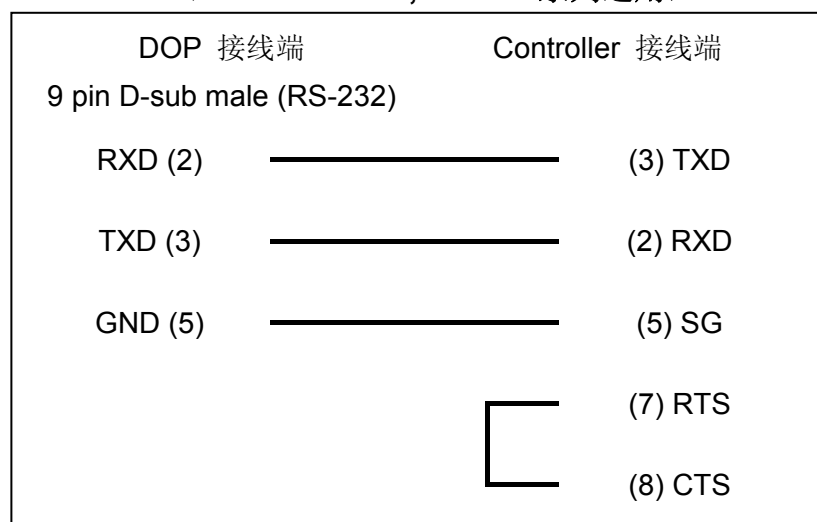 DOP 接线端 Controller 接线端
9 pin D-sub male (RS-232)
RXD (2) (3) TXD
TXD (3) (2) RXD
GND (5) (5) SG
(7) RTS
(8) CTS